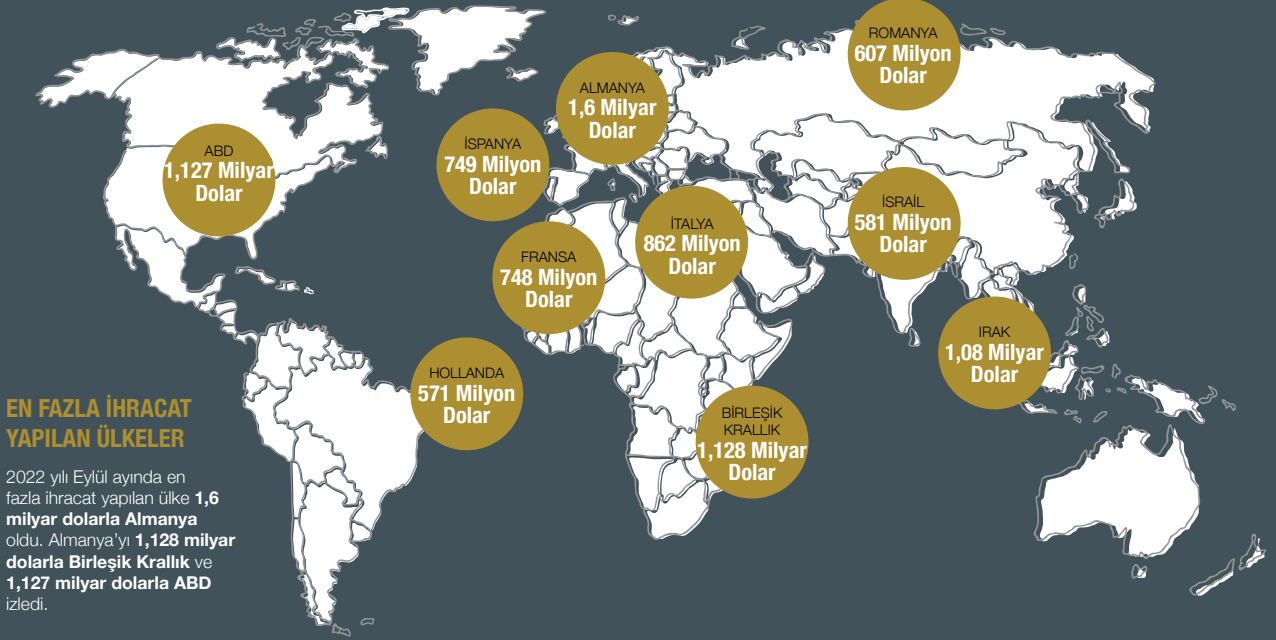 ROMANYA
607 Milyon
Dolar
ALMANYA
1,6 Milyar
Dolar
ABD
1,127 Milyar
Dolar
İSPANYA
749 Milyon
Dolar
İSRAİL
581 Milyon
Dolar
İTALYA
862 Milyon
Dolar
FRANSA
748 Milyon
Dolar
IRAK
1,08 Milyar
Dolar
HOLLANDA
571 Milyon
Dolar
BİRLEŞİK
KRALLIK
1,128 Milyar
Dolar
EN FAZLA İHRACAT
YAPILAN ÜLKELER
2022 yılı Eylül ayında en
fazla ihracat yapılan ülke 1,6
milyar dolarla Almanya
oldu. Almanya’yı 1,128 milyar
dolarla Birleşik Krallık ve
1,127 milyar dolarla ABD
izledi.